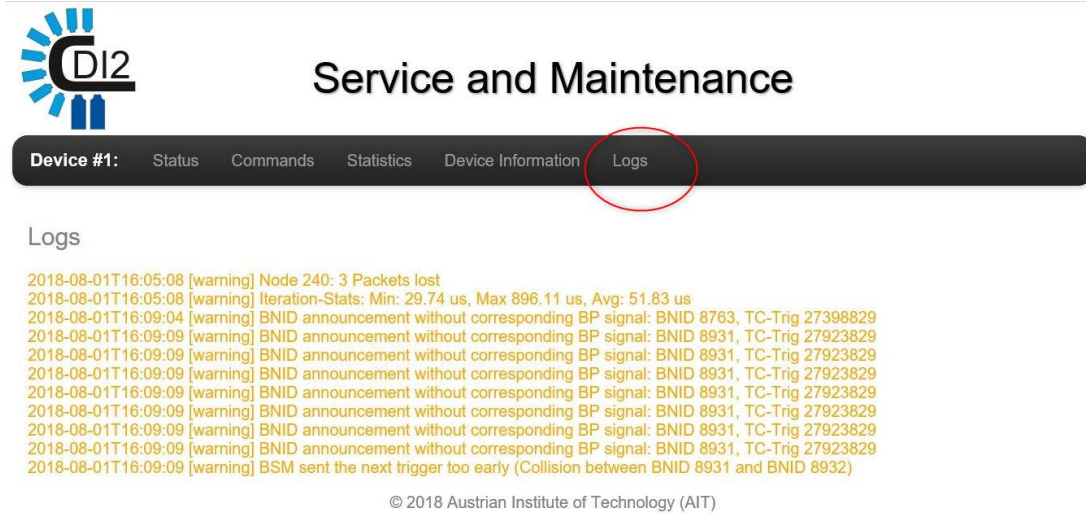 CDI2
Service and Maintenance
Device #1: Status Commands Statistics Device Information Logs
Logs
2018-08-01T16:05:08 [warning] Node 240: 3 Packets lost
2018-08-01T16:05:08 [warning] Iteration-Stats: Min: 29.74 us, Max 896.11 us, Avg: 51.83 us
2018-08-01T16:09:04 [warning] BNID announcement without corresponding BP signal: BNID 8763, TC-Trig 27398829
2018-08-01T16:09:09 [warning] BNID announcement without corresponding BP signal: BNID 8931, TC-Trig 27923829
2018-08-01T16:09:09 [warning] BNID announcement without corresponding BP signal: BNID 8931, TC-Trig 27923829
2018-08-01T16:09:09 [warning] BNID announcement without corresponding BP signal: BNID 8931, TC-Trig 27923829
2018-08-01T16:09:09 [warning] BNID announcement without corresponding BP signal: BNID 8931, TC-Trig 27923829
2018-08-01T16:09:09 [warning] BNID announcement without corresponding BP signal: BNID 8931, TC-Trig 27923829
2018-08-01T16:09:09 [warning] BNID announcement without corresponding BP signal: BNID 8931, TC-Trig 27923829
2018-08-01T16:09:09 [warning] BNID announcement without corresponding BP signal: BNID 8931, TC-Trig 27923829
2018-08-01T16:09:09 [warning] BSM sent the next trigger too early (Collision between BNID 8931 and BNID 8932)
© 2018 Austrian Institute of Technology (AIT)